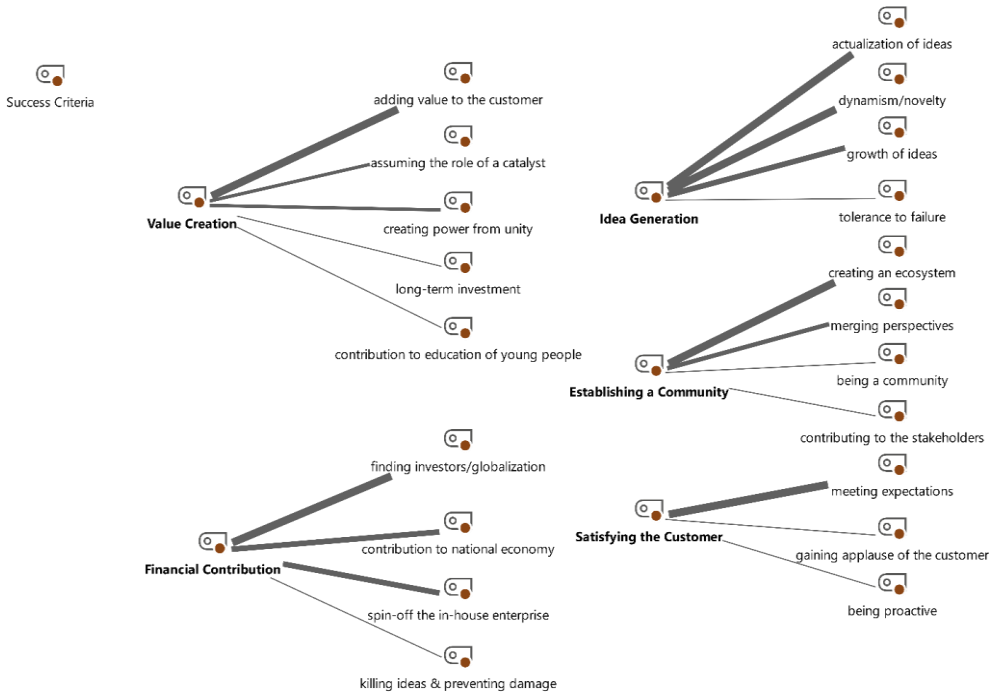 Success Criteria
Value Creation
adding value to the customer
assuming the role of a catalyst
creating power from unity
long-term investment
contribution to education of young people
Financial Contribution
finding investors/globalization
contribution to national economy
spin-off the in-house enterprise
killing ideas & preventing damage
Idea Generation
actualization of ideas
dynamism/novelty
growth of ideas
tolerance to failure
Establishing a Community
creating an ecosystem
merging perspectives
being a community
contributing to the stakeholders
Satisfying the Customer
meeting expectations
gaining applause of the customer
being proactive